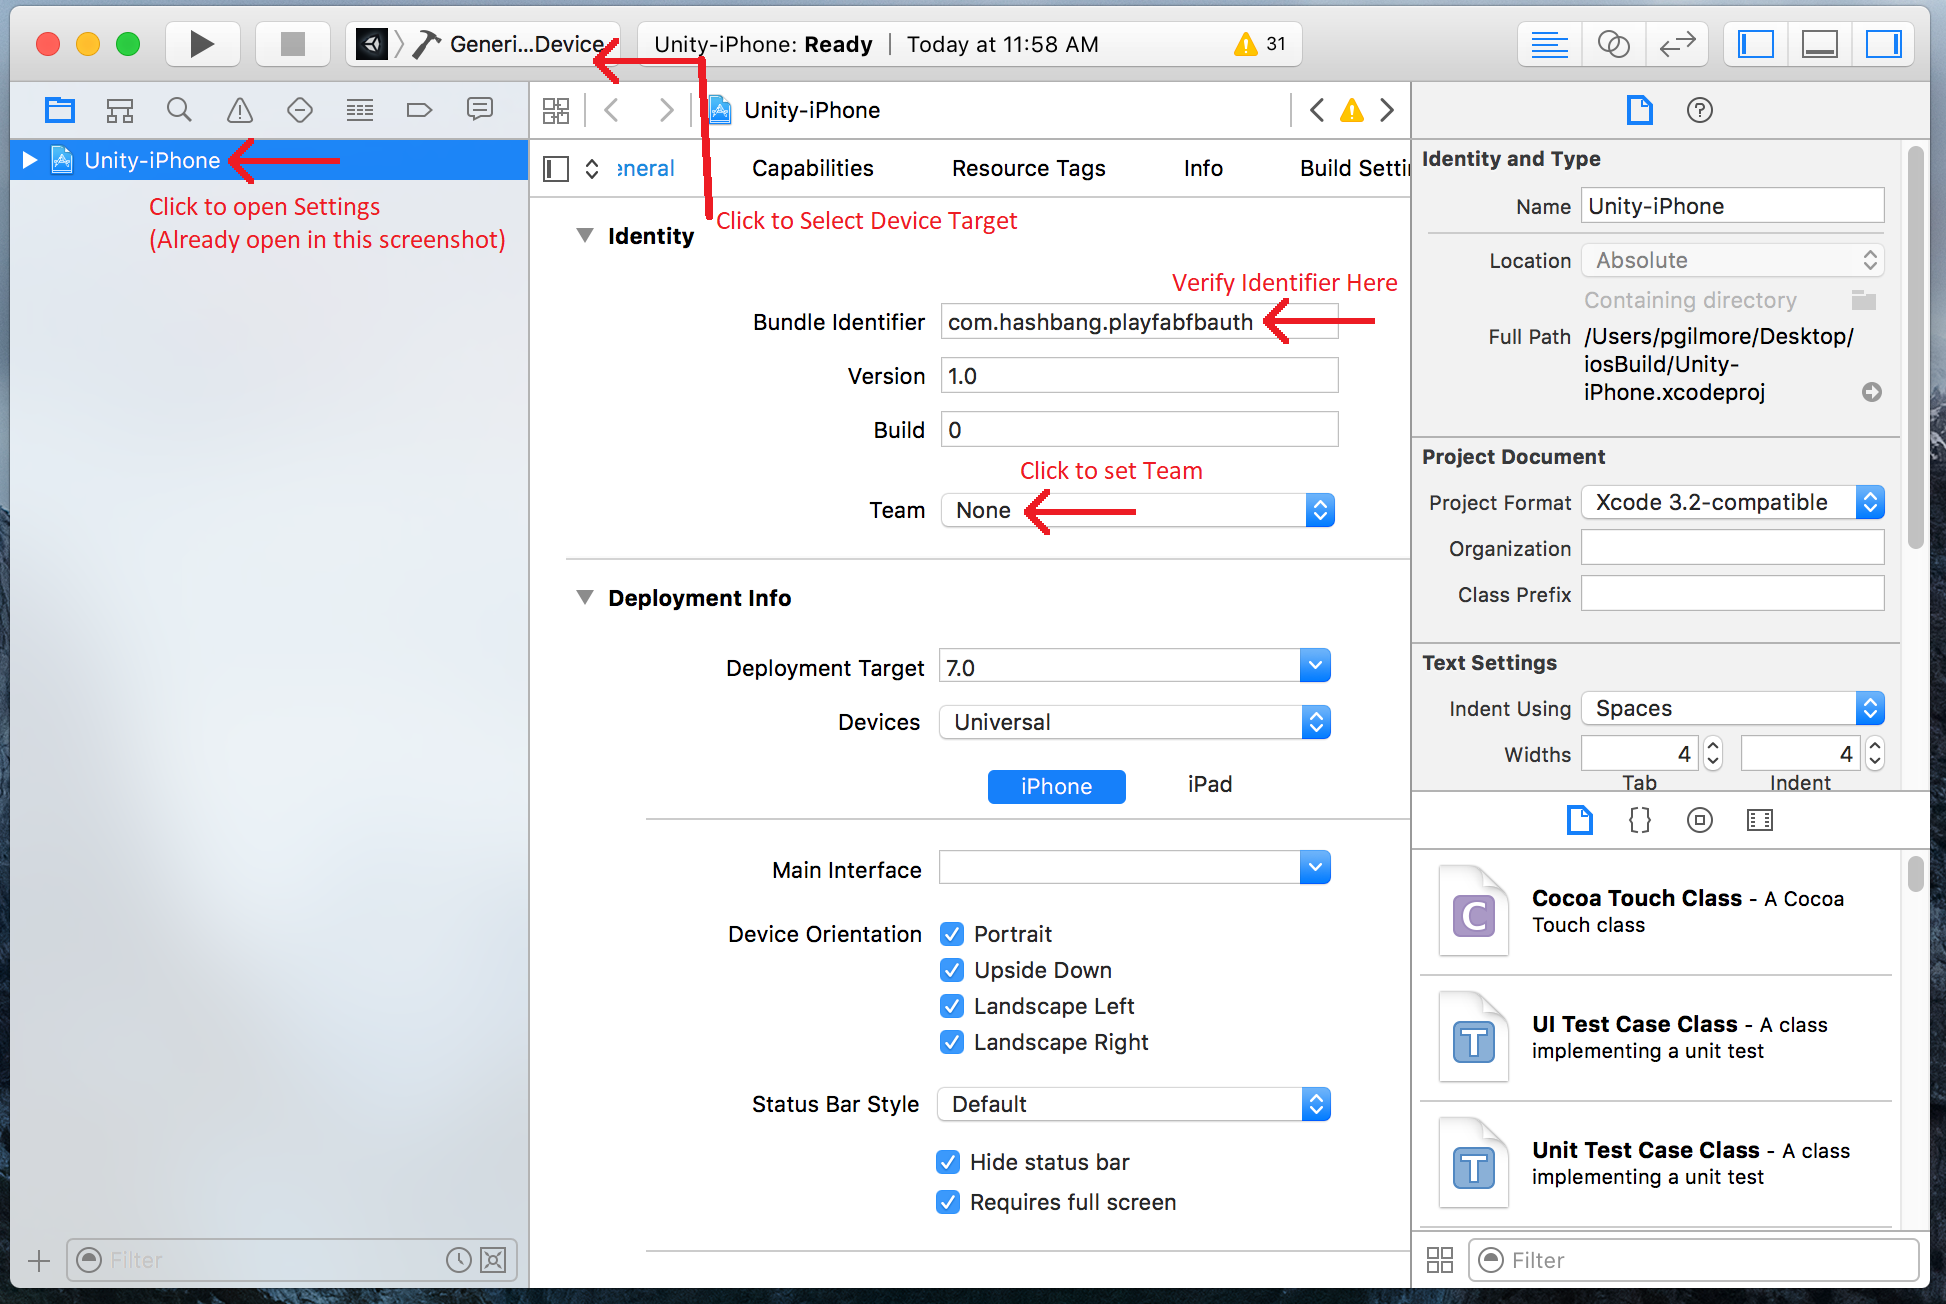 Generi...Device
Unity-iPhone: Ready | Today at 11:58 AM
31
Unity-iPhone
Click to open Settings
(Already open in this screenshot)
Unity-iPhone
eneral
Capabilities
Resource Tags
Info
Build Setti
Click to Select Device Target
Identity
Verify Identifier Here
Bundle Identifier
com.hashbang.playfabfbauth
Version
1.0
Build
0
Click to set Team
Team
None
Deployment Info
Deployment Target
7.0
Devices
Universal
iPhone
iPad
Main Interface
Device Orientation
Portrait
Upside Down
Landscape Left
Landscape Right
Status Bar Style
Default
Hide status bar
Requires full screen
Filter
Identity and Type
Name
Unity-iPhone
Location
Absolute
Containing directory
Full Path
/Users/pgilmore/Desktop/
iosBuild/Unity-
iPhone.xcodeproj
Project Document
Project Format
Xcode 3.2-compatible
Organization
Class Prefix
Text Settings
Indent Using
Spaces
Widths
4
4
Tab
Indent
{}
C
Cocoa Touch Class - A Cocoa
Touch class
T
UI Test Case Class - A class
implementing a unit test
T
Unit Test Case Class - A class
implementing a unit test
Filter